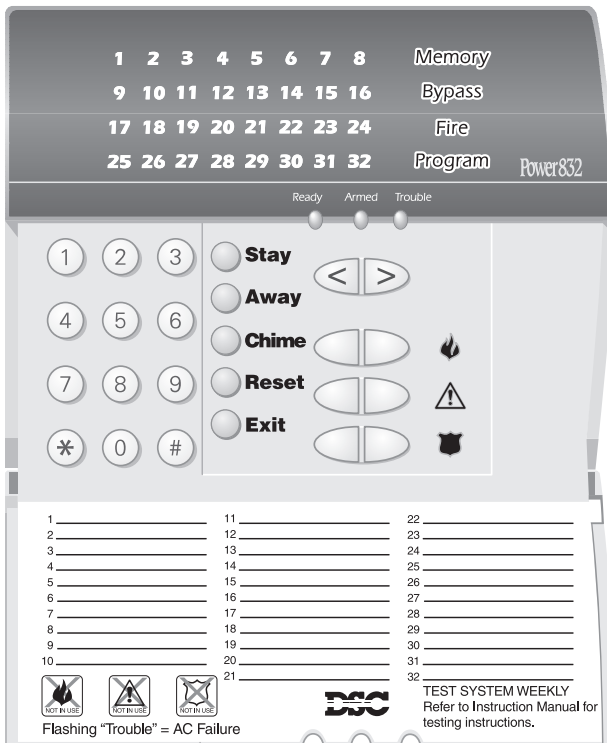 1 2 3 4 5 6 7 8 Memory
9 10 11 12 13 14 15 16 Bypass
17 18 19 20 21 22 23 24 Fire
25 26 27 28 29 30 31 32 Program
Power832
Ready Armed Trouble
1 2 3
4 5 6
7 8 9
* 0 #
Stay
Away
Chime
Reset
Exit
< >
1
2
3
4
5
6
7
8
9
10
11
12
13
14
15
16
17
18
19
20
21
22
23
24
25
26
27
28
29
30
31
32
NOT IN USE NOT IN USE NOT IN USE
Flashing "Trouble" = AC Failure
DSC
TEST SYSTEM WEEKLY
Refer to Instruction Manual for
testing instructions.